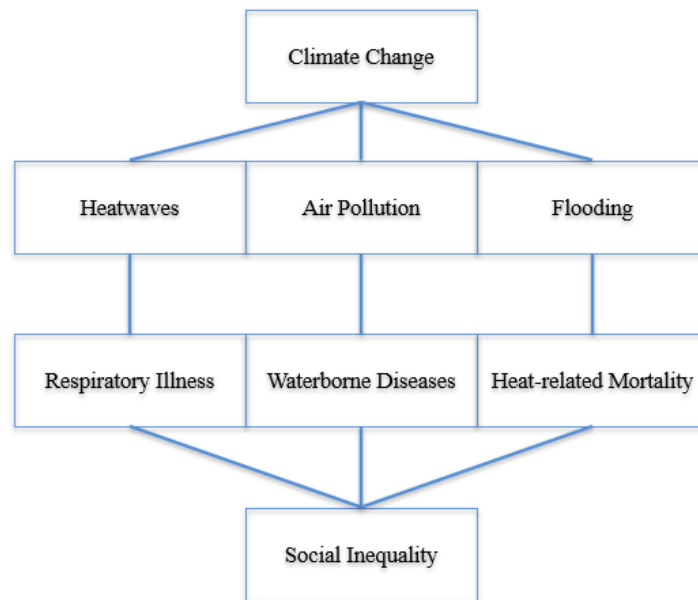 Climate Change
Heatwaves
Air Pollution
Flooding
Respiratory Illness
Waterborne Diseases
Heat-related Mortality
Social Inequality